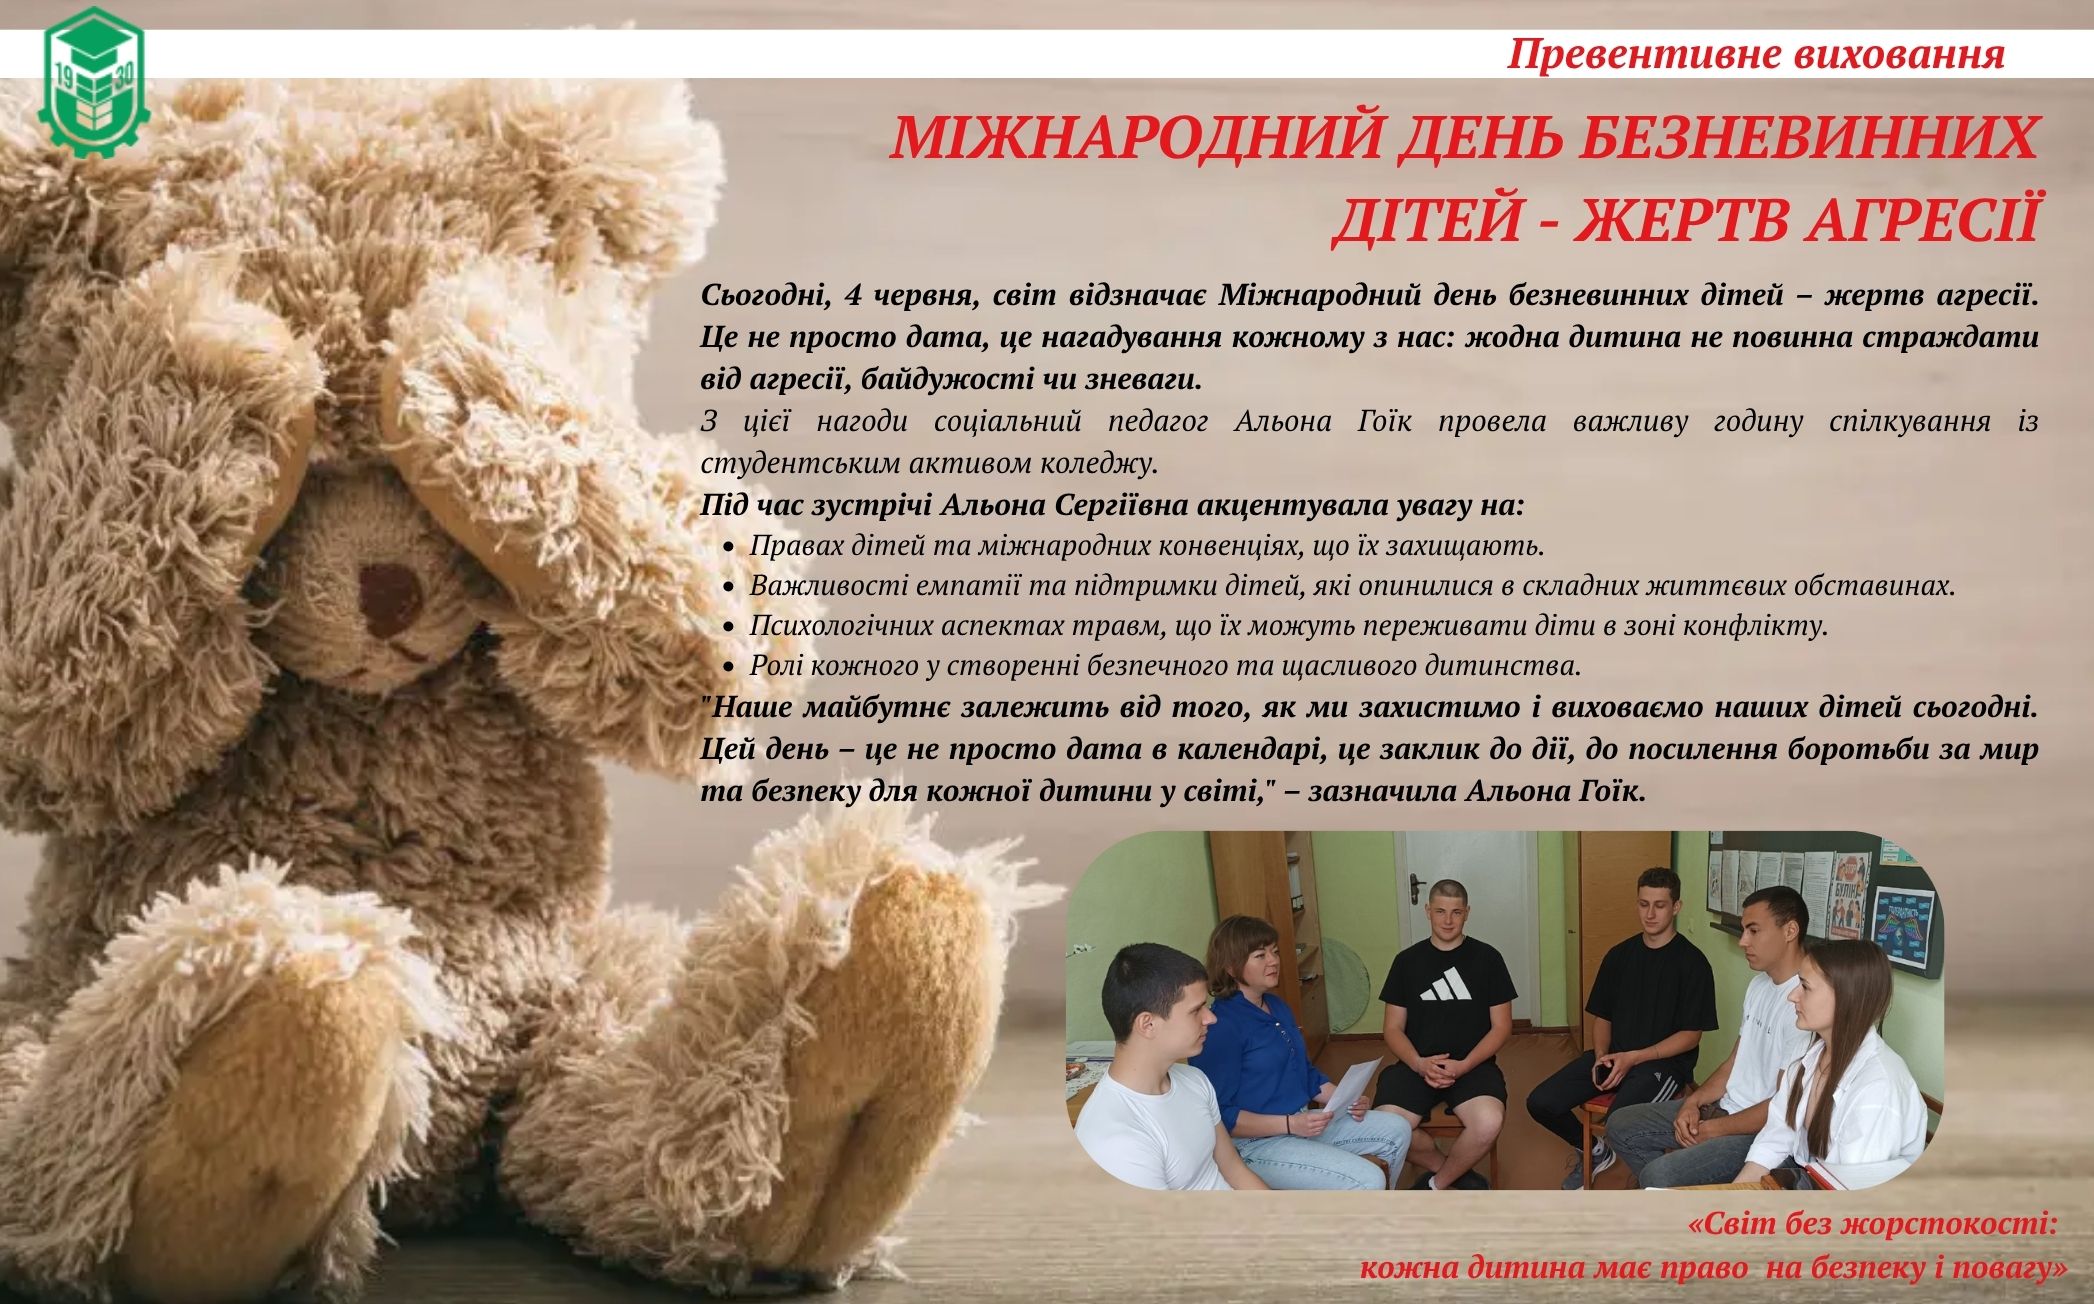 1930
Превентивне виховання
МІЖНАРОДНИЙ ДЕНЬ БЕЗНЕВИННИХ
ДІТЕЙ - ЖЕРТВ АГРЕСІЇ
Сьогодні, 4 червня, світ відзначає Міжнародний день безневинних дітей – жертв агресії.
Це не просто дата, це нагадування кожному з нас: жодна дитина не повинна страждати
від агресії, байдужості чи зневаги.
З цієї нагоди соціальний педагог Альона Гоїк провела важливу годину спілкування із
студентським активом коледжу.
Під час зустрічі Альона Сергіївна акцентувала увагу на:
• Правах дітей та міжнародних конвенціях, що їх захищають.
• Важливості емпатії та підтримки дітей, які опинилися в складних життєвих обставинах.
• Психологічних аспектах травм, що їх можуть переживати діти в зоні конфлікту.
• Ролі кожного у створенні безпечного та щасливого дитинства.
"Наше майбутнє залежить від того, як ми захистимо і виховаємо наших дітей сьогодні.
Цей день – це не просто дата в календарі, це заклик до дії, до посилення боротьби за мир
та безпеку для кожної дитини у світі," – зазначила Альона Гоїк.
БУЛІНГ
«Світ без жорстокості:
кожна дитина має право  на безпеку і повагу»